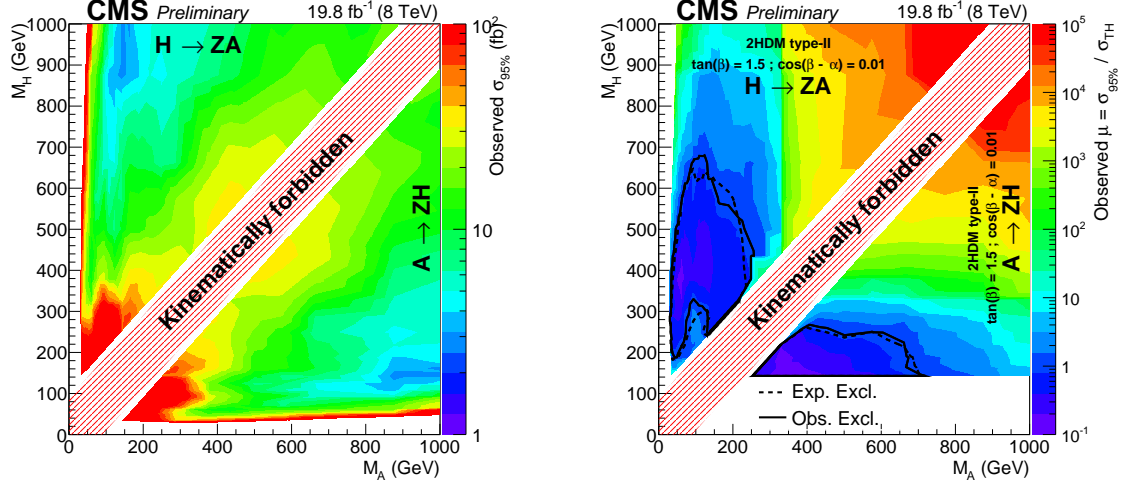 CMS Preliminary 19.8 fb⁻¹ (8 TeV)
M_H (GeV)
1000
900
800
700
600
500
400
300
200
100
0
H → ZA
Kinematically forbidden
A → ZH
0 200 400 600 800 1000
M_A (GeV)
10²
10
1
Observed σ_95% (fb)
CMS Preliminary 19.8 fb⁻¹ (8 TeV)
M_H (GeV)
1000
900
800
700
600
500
400
300
200
100
0
2HDM type-II
tan(β) = 1.5 ; cos(β - α) = 0.01
H → ZA
Kinematically forbidden
2HDM type-II
tan(β) = 1.5 ; cos(β - α) = 0.01
A → ZH
Exp. Excl.
Obs. Excl.
0 200 400 600 800 1000
M_A (GeV)
10⁵
10⁴
10³
10²
10
1
10⁻¹
Observed μ = σ_95% / σ_TH